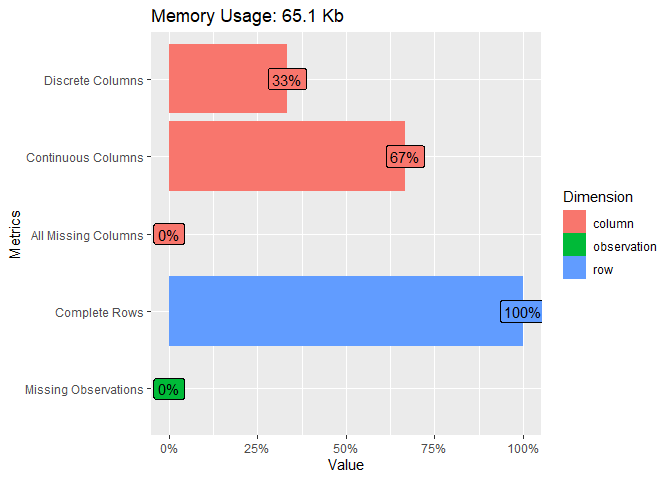 Memory Usage: 65.1 Kb
Metrics
Discrete Columns
33%
Continuous Columns
67%
All Missing Columns
0%
Complete Rows
100%
Missing Observations
0%
0%
25%
50%
75%
100%
Value
Dimension
column
observation
row